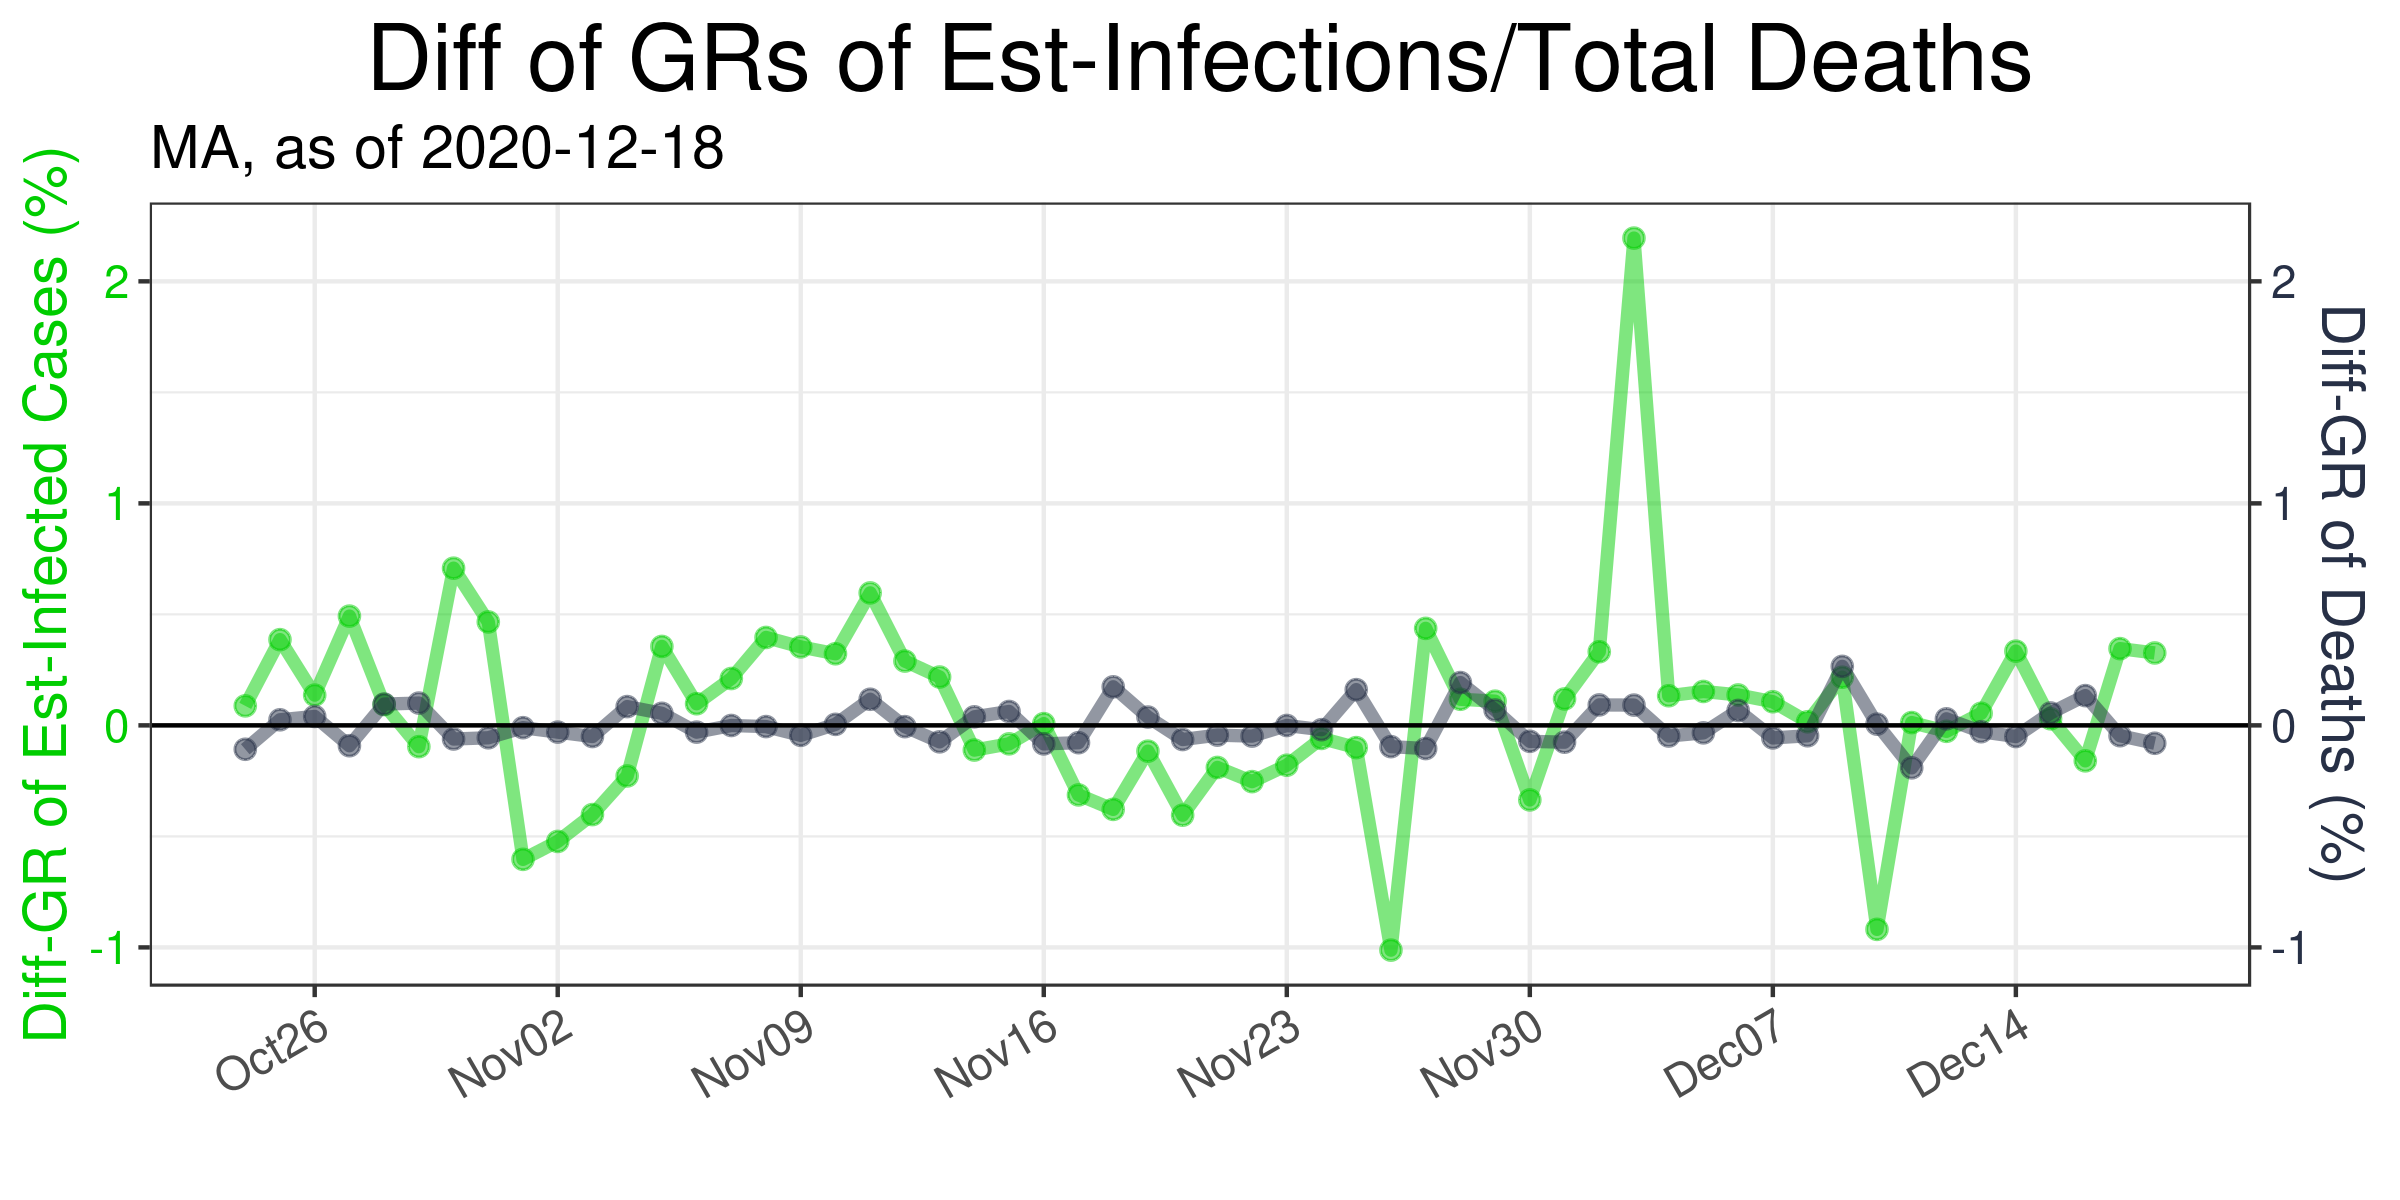 Diff of GRs of Est-Infections/Total Deaths
MA, as of 2020-12-18
Diff-GR of Est-Infected Cases (%)
2
1
0
-1
2
1
0
-1
Diff-GR of Deaths (%)
Oct26
Nov02
Nov09
Nov16
Nov23
Nov30
Dec07
Dec14